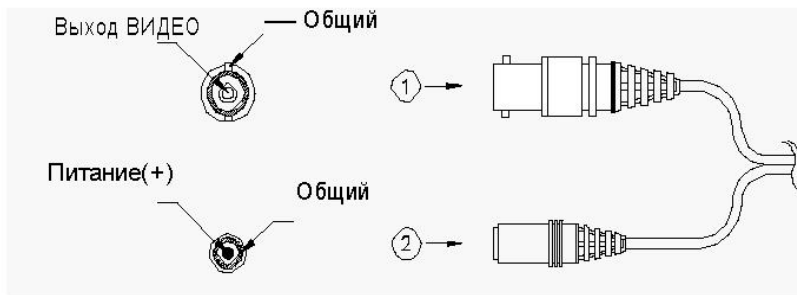 Выход ВИДЕО
Общий
1
Питание(+)
Общий
2